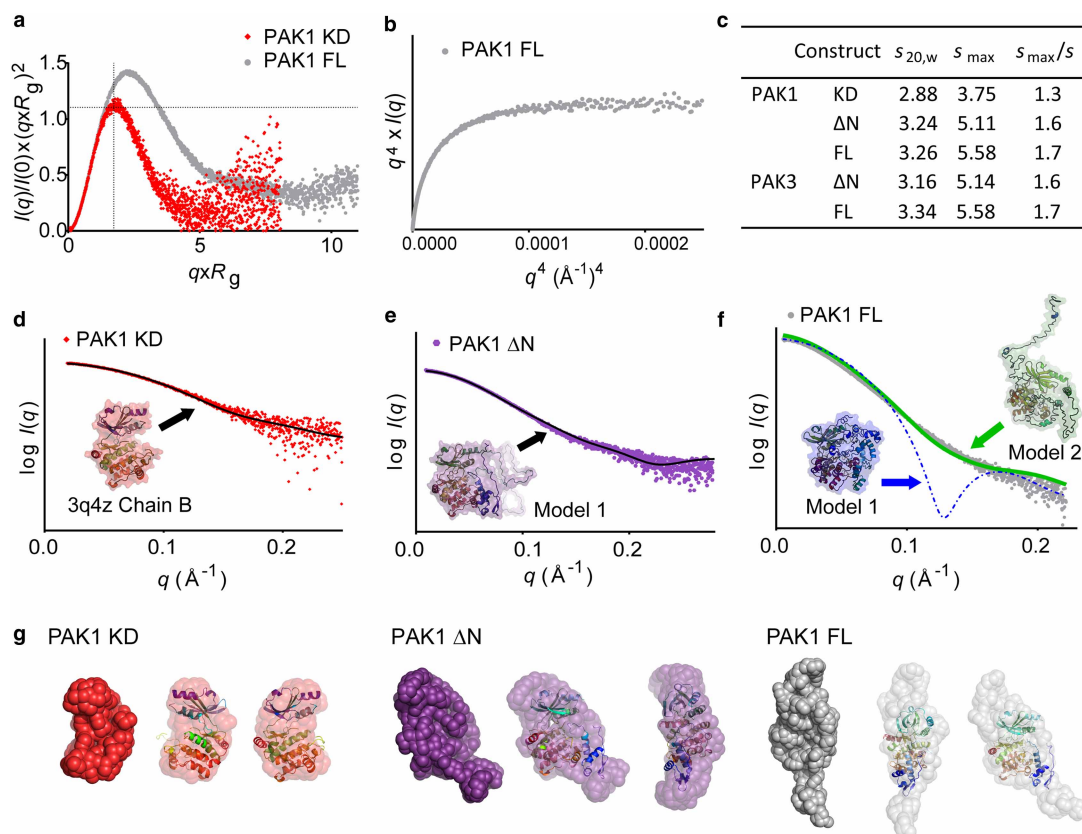 a
PAK1 KD
PAK1 FL
I(q)/I(0)x(qxRg)²
1.5
1.0
0.5
0.0
0
5
10
qxRg
b
PAK1 FL
q⁴ x I(q)
0.0000
0.0001
0.0002
q⁴ (Å⁻¹)⁴
c
Construct s20,w s max smax/s
PAK1 KD 2.88 3.75 1.3
ΔN 3.24 5.11 1.6
FL 3.26 5.58 1.7
PAK3 ΔN 3.16 5.14 1.6
FL 3.34 5.58 1.7
d
PAK1 KD
log I(q)
3q4z Chain B
0.0
0.1
0.2
q (Å⁻¹)
e
PAK1 ΔN
log I(q)
Model 1
0.0
0.1
0.2
q (Å⁻¹)
f
PAK1 FL
log I(q)
Model 2
Model 1
0.0
0.1
0.2
q (Å⁻¹)
g
PAK1 KD
PAK1 ΔN
PAK1 FL